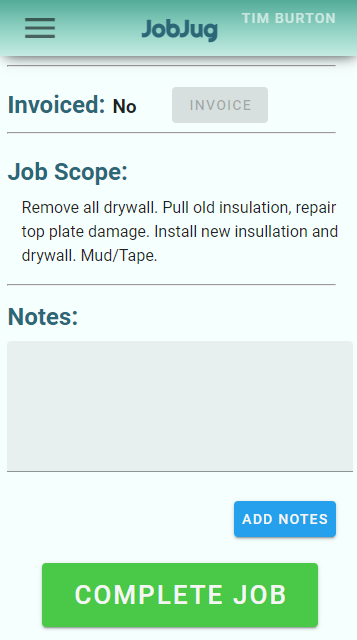 JobJug
TIM BURTON
Invoiced: No
INVOICE
Job Scope:
Remove all drywall. Pull old insulation, repair
top plate damage. Install new insullation and
drywall. Mud/Tape.
Notes:
ADD NOTES
COMPLETE JOB